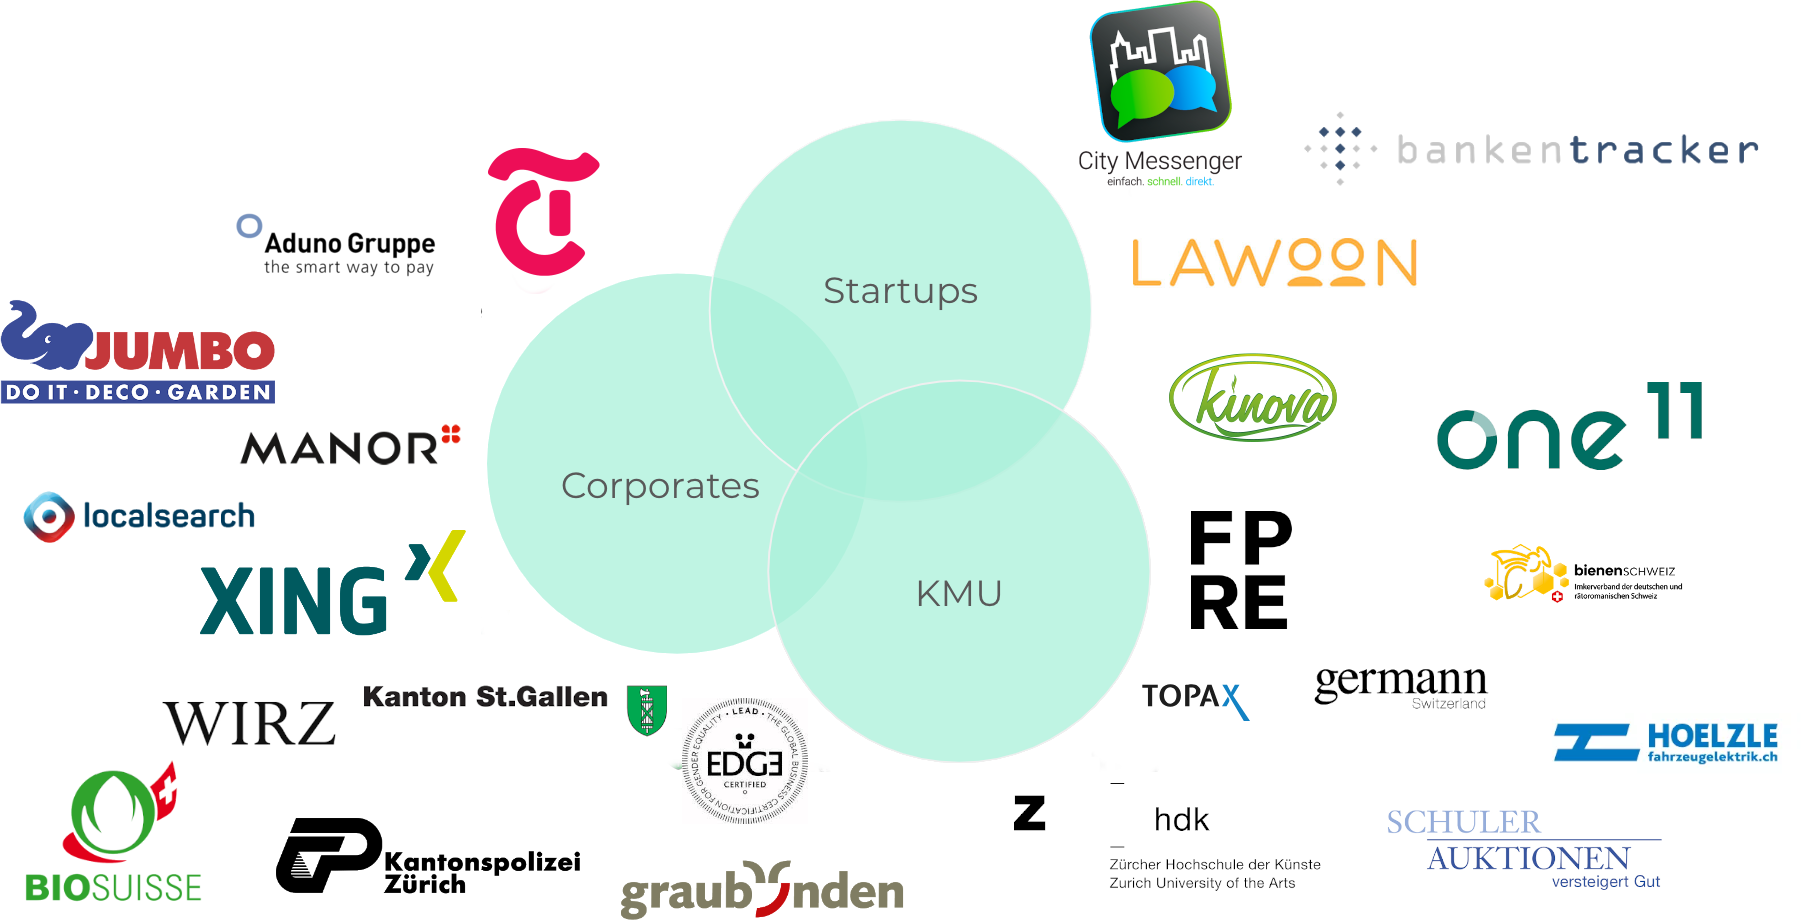 City Messenger
einfach. schnell. direkt.
bankentracker
Aduno Gruppe
the smart way to pay
LAWOON
Startups
JUMBO
DO IT · DECO · GARDEN
MANOR
kinova
one11
Corporates
localsearch
XING
FP
RE
bienenSCHWEIZ
Imkerverband der deutschen und
rätoromanischen Schweiz
KMU
WIRZ
Kanton St.Gallen
LEAD · THE GLOBAL BUSINESS CERTIFICATION FOR GENDER EQUALITY ·
EDGE
CERTIFIED
TOPAX
germann
Switzerland
HOELZLE
fahrzeugelektrik.ch
BIOSUISSE
Kantonspolizei
Zürich
graubünden
z
hdk
Zürcher Hochschule der Künste
Zurich University of the Arts
SCHULER
AUKTIONEN
versteigert Gut